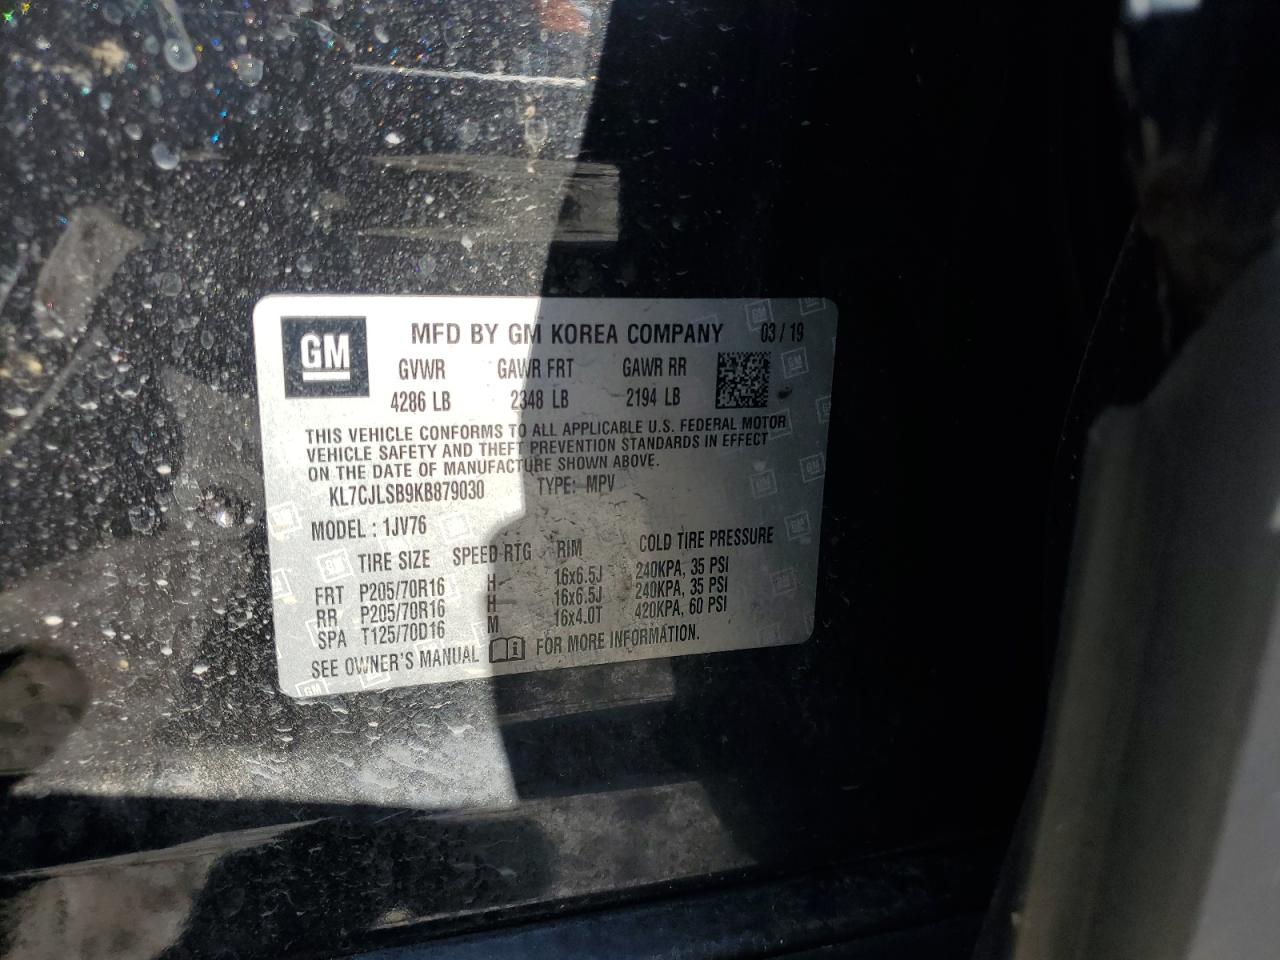 GM MFD BY GM KOREA COMPANY 03/19
GVWR GAWR FRT GAWR RR
4286 LB 2348 LB 2194 LB
THIS VEHICLE CONFORMS TO ALL APPLICABLE U.S. FEDERAL MOTOR
VEHICLE SAFETY AND THEFT PREVENTION STANDARDS IN EFFECT
ON THE DATE OF MANUFACTURE SHOWN ABOVE.
KL7CJLSB9KB879030 TYPE: MPV
MODEL : 1JV76
TIRE SIZE SPEED RTG RIM COLD TIRE PRESSURE
FRT P205/70R16 H 16x6.5J 240KPA, 35 PSI
RR P205/70R16 H 16x6.5J 240KPA, 35 PSI
SPA T125/70D16 M 16x4.0T 420KPA, 60 PSI
SEE OWNER'S MANUAL FOR MORE INFORMATION.